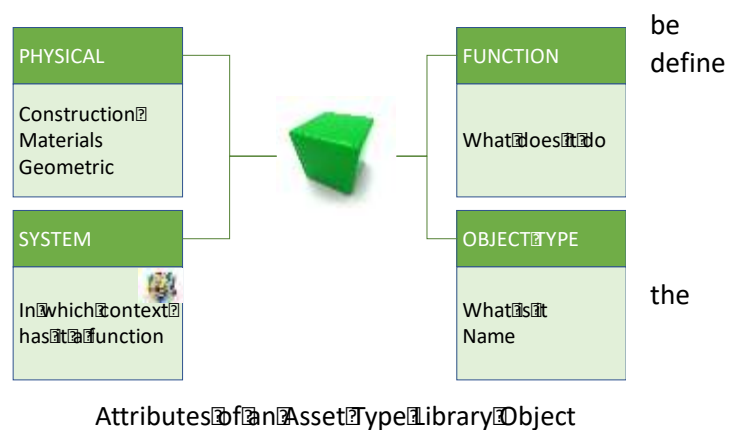 be
define
PHYSICAL
Construction
Materials
Geometric
FUNCTION
What does it do
SYSTEM
In which context
has it a function
OBJECT TYPE
What is it
Name
the
Attributes of an Asset Type Library Object